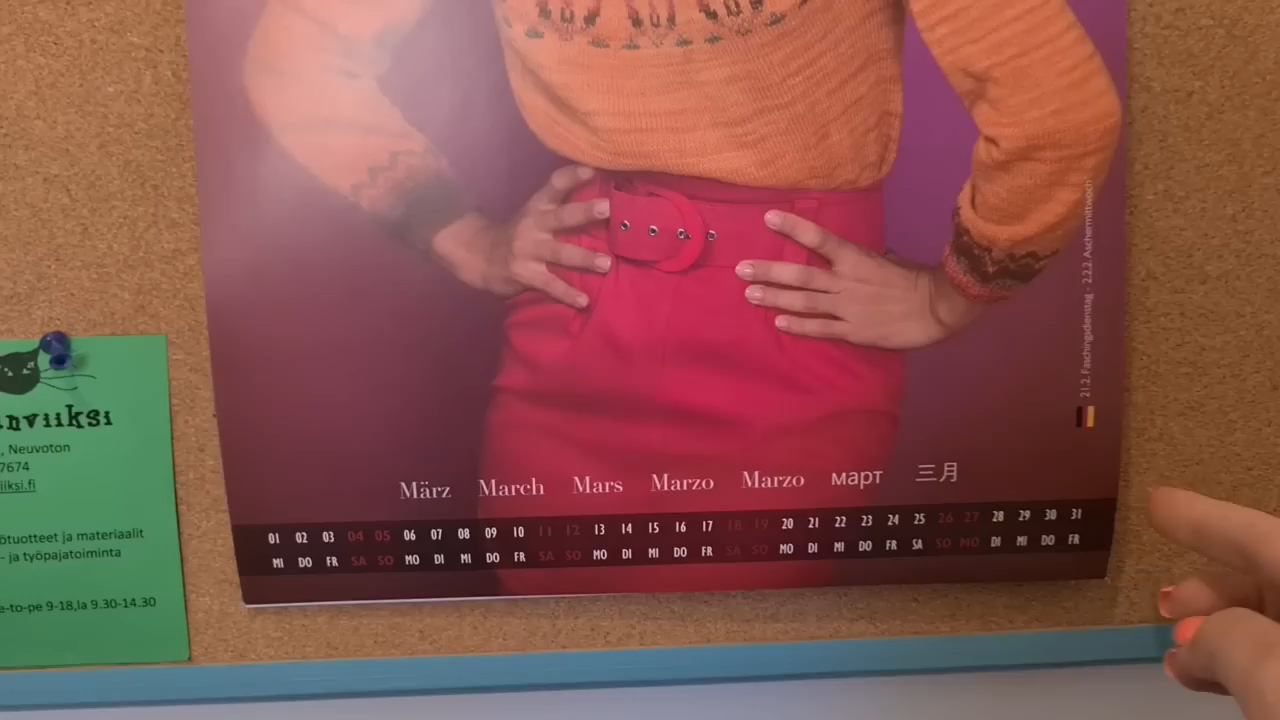 21.2. Faschingsdienstag - 22.2. Aschermittwoch
März March Mars Marzo Marzo март 三月
01 02 03 04 05 06 07 08 09 10 11 12 13 14 15 16 17 18 19 20 21 22 23 24 25 26 27 28 29 30 31
MI DO FR SA SO MO DI MI DO FR SA SO MO DI MI DO FR SA SO MO DI MI DO FR SA SO MO DI MI DO FR
nviiksi
, Neuvoton
7674
iiksi.fi
ötuotteet ja materiaalit
- ja työpajatoiminta
e-to-pe 9-18,la 9.30-14.30